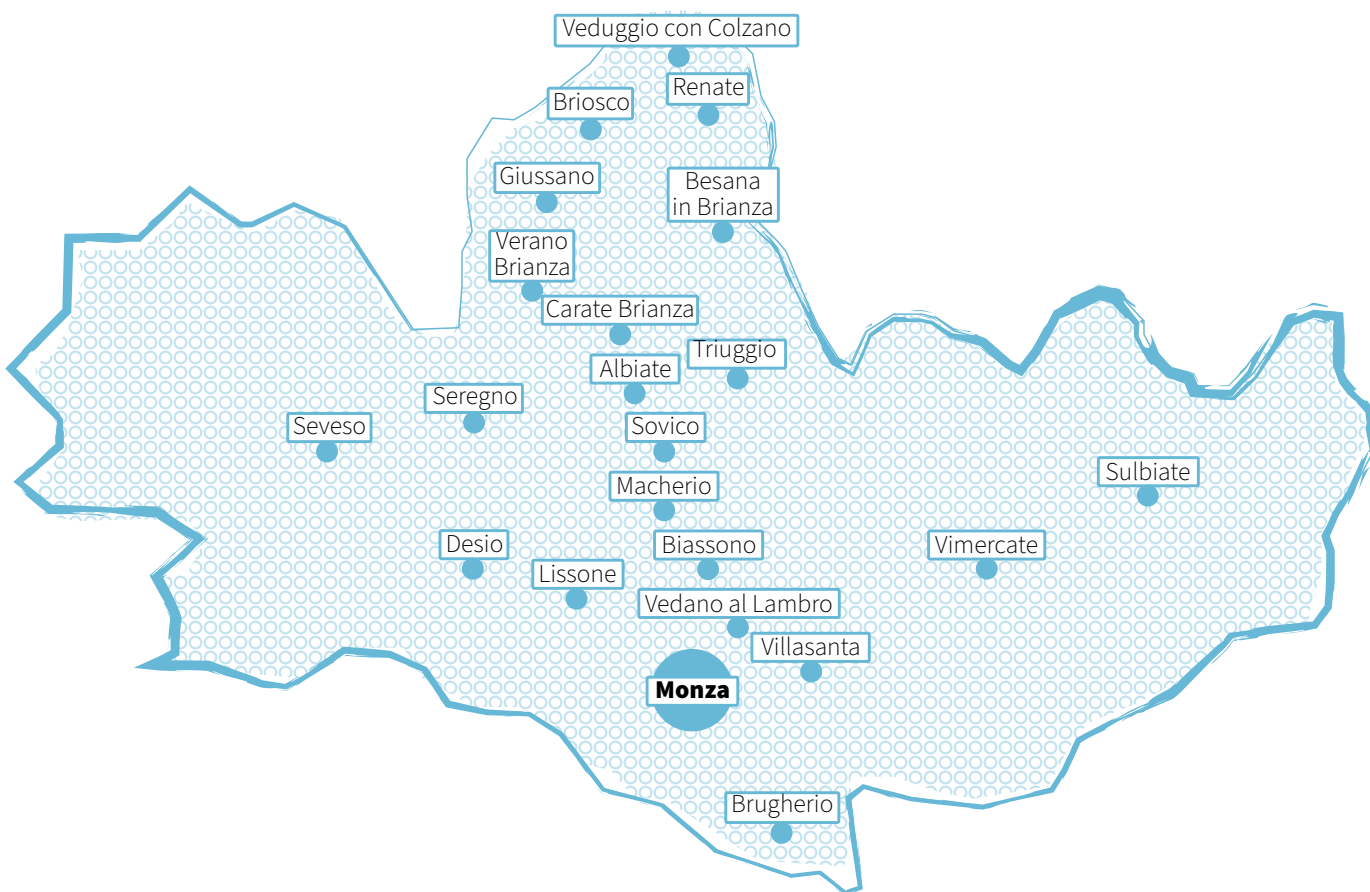 Veduggio con Colzano
Renate
Briosco
Giussano
Besana
in Brianza
Verano
Brianza
Carate Brianza
Triuggio
Albiate
Seregno
Seveso
Sovico
Sulbiate
Macherio
Desio
Biassono
Vimercate
Lissone
Vedano al Lambro
Villasanta
Monza
Brugherio